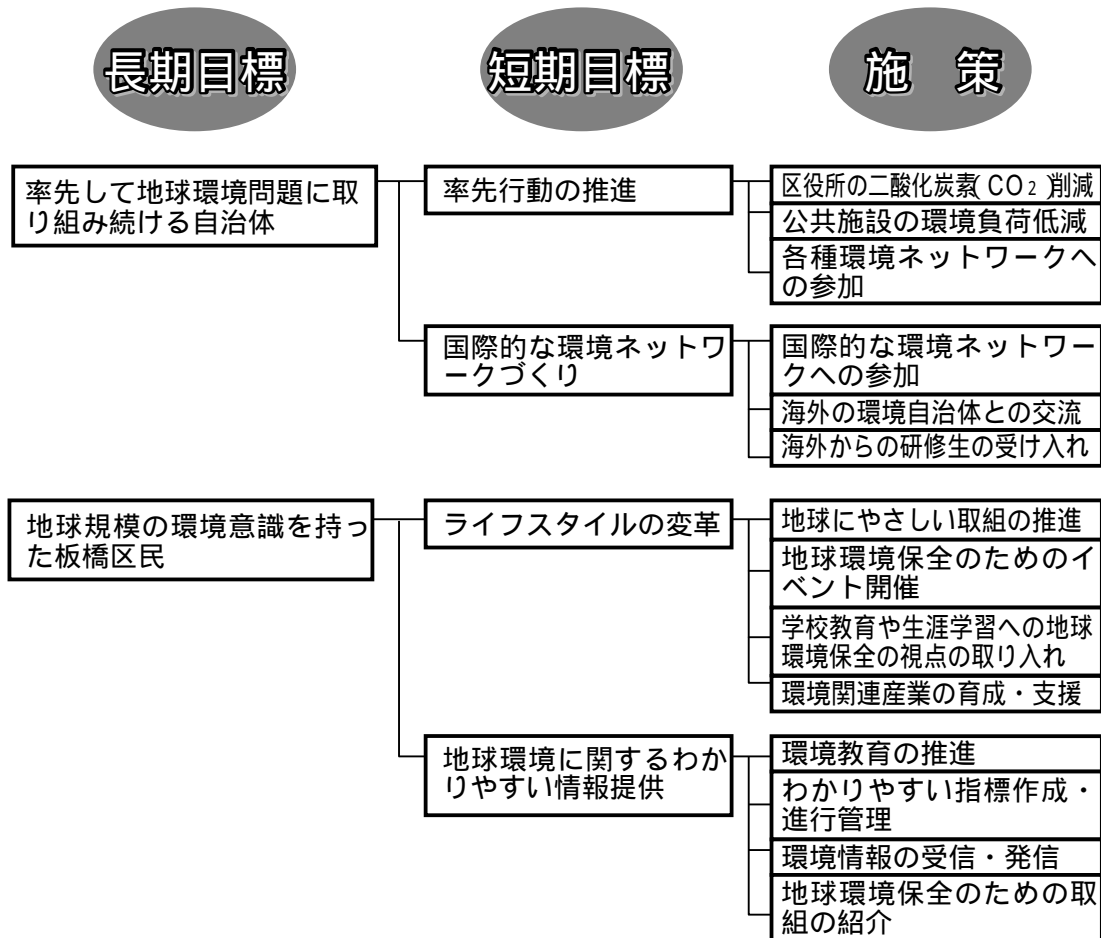 長期目標
短期目標
施 策
率先して地球環境問題に取
り組み続ける自治体
率先行動の推進
区役所の二酸化炭素(CO₂)削減
公共施設の環境負荷低減
各種環境ネットワークへ
の参加
国際的な環境ネットワ
ークづくり
国際的な環境ネットワー
クへの参加
海外の環境自治体との交流
海外からの研修生の受け入れ
地球規模の環境意識を持っ
た板橋区民
ライフスタイルの変革
地球にやさしい取組の推進
地球環境保全のためのイ
ベント開催
学校教育や生涯学習への地球
環境保全の視点の取り入れ
環境関連産業の育成・支援
地球環境に関するわか
りやすい情報提供
環境教育の推進
わかりやすい指標作成・
進行管理
環境情報の受信・発信
地球環境保全のための取
組の紹介